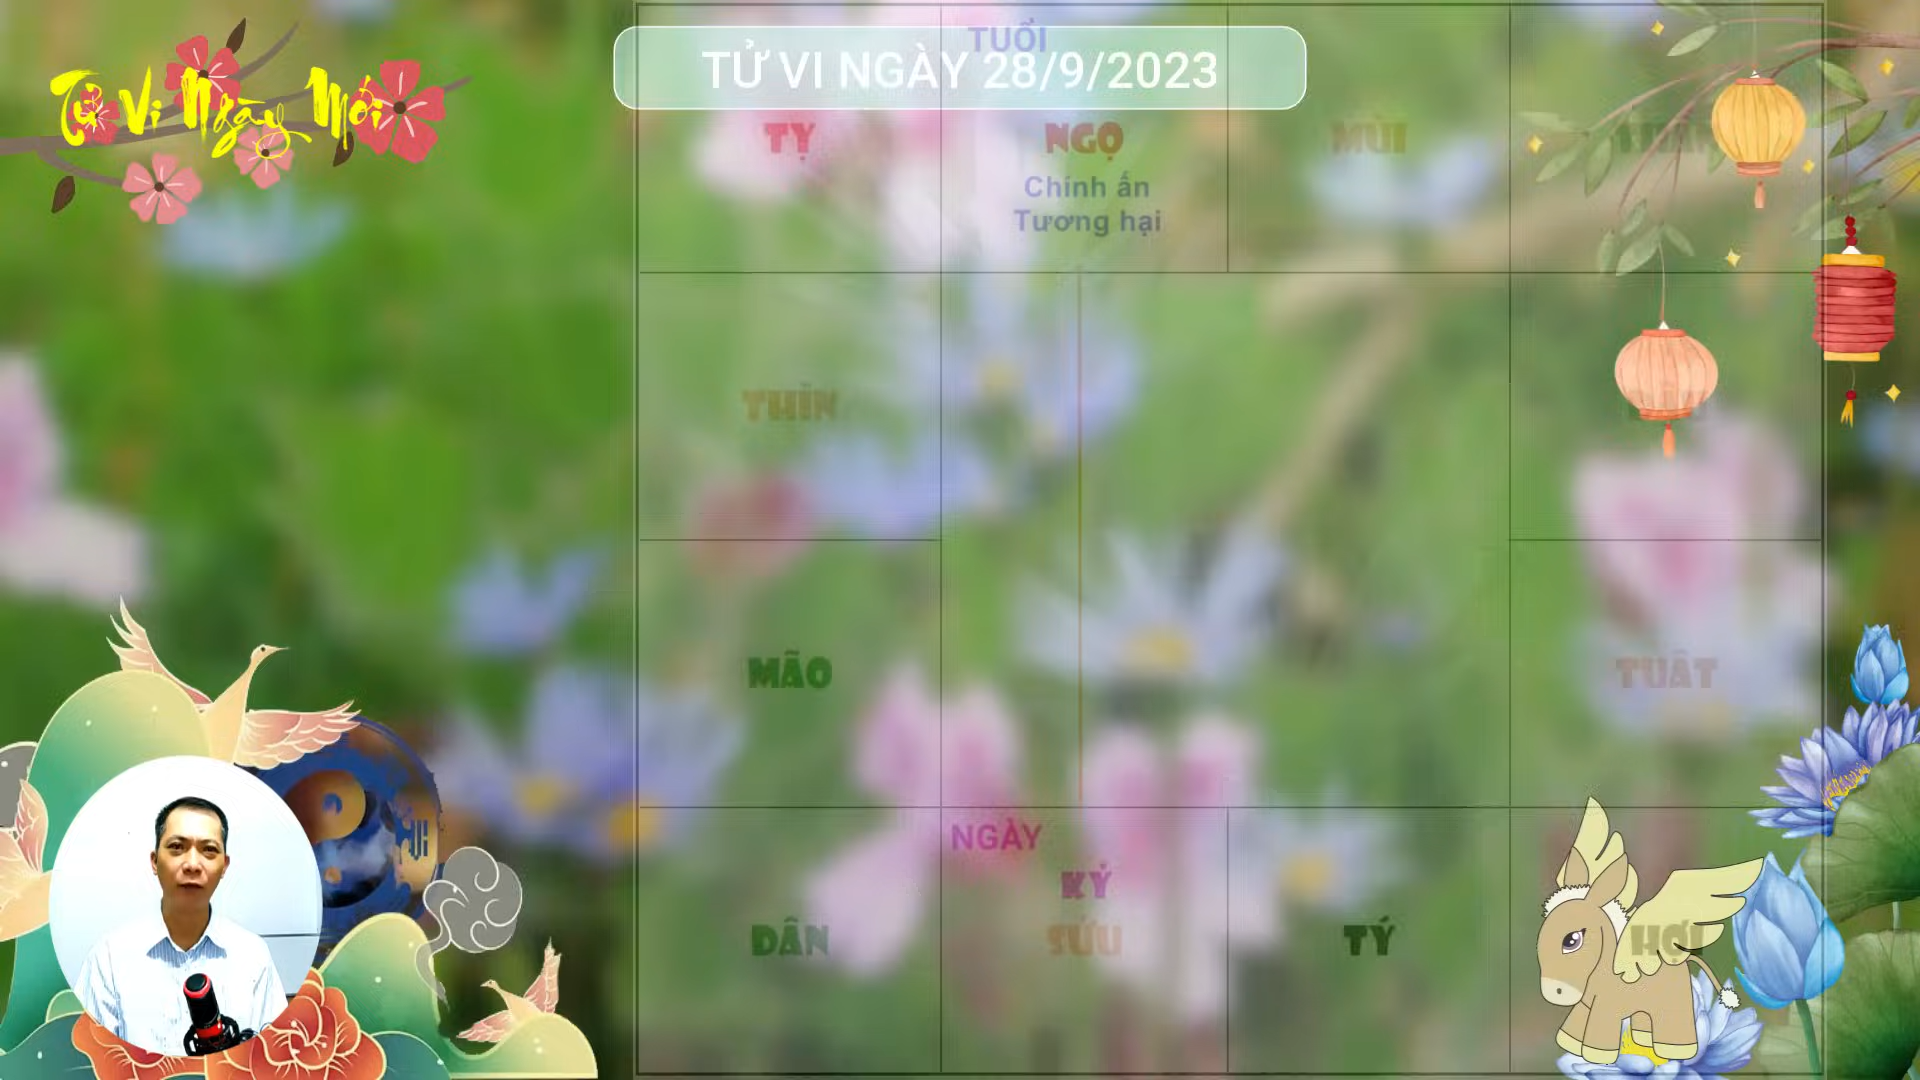 Tử Vi Ngày Mới
TUỔI
TỬ VI NGÀY 28/9/2023
TỴ
NGỌ
MÙI
Chính ấn
Tương hại
THÌN
MÃO
TUẤT
NGÀY
KỶ
DẦN
SỬU
TÝ
HỢI